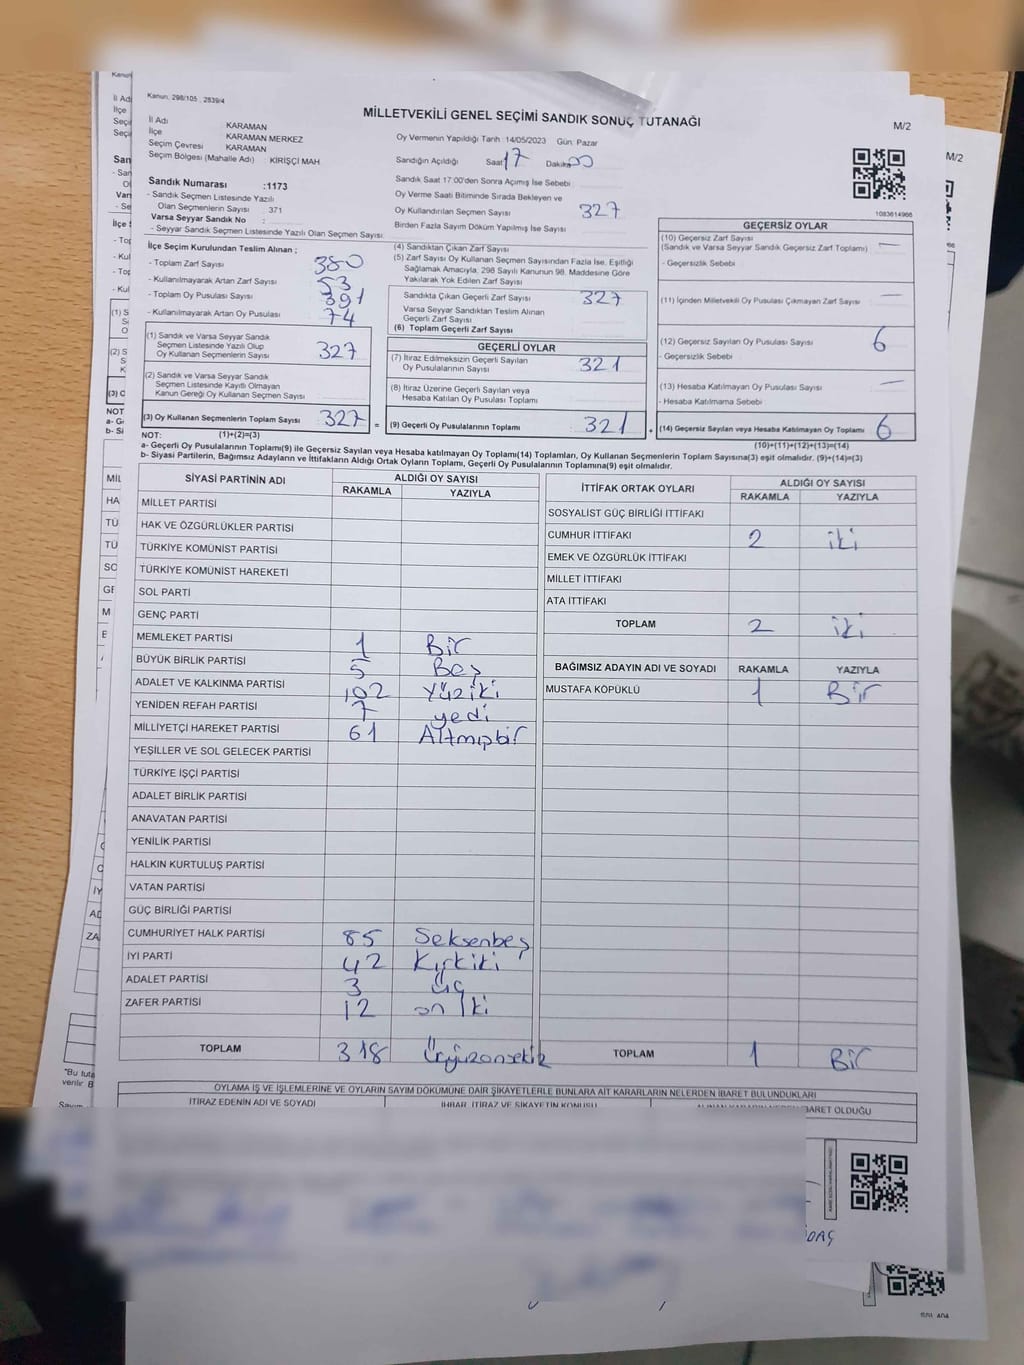 Kanun, 298/105 , 2839/4
MİLLETVEKİLİ GENEL SEÇİMİ SANDIK SONUÇ TUTANAĞI
M/2
İl Adı KARAMAN
İlçe KARAMAN MERKEZ
Seçim Çevresi KARAMAN
Seçim Bölgesi (Mahalle Adı) KİRİŞÇİ MAH
Oy Vermenin Yapıldığı Tarih 14/05/2023 Gün: Pazar
Sandığın Açıldığı Saat 17 Dakika 00
Sandık Saat 17:00'den Sonra Açımış İse Sebebi
Oy Verme Saati Bitiminde Sırada Bekleyen ve
Oy Kullandırılan Seçmen Sayısı 327
Birden Fazla Sayım Döküm Yapılmış İse Sayısı
1083614966
Sandık Numarası :1173
- Sandık Seçmen Listesinde Yazılı
Olan Seçmenlerin Sayısı 371
Varsa Seyyar Sandık No :
- Seyyar Sandık Seçmen Listesinde Yazılı Olan Seçmen Sayısı:
İlçe Seçim Kurulundan Teslim Alınan ;
- Toplam Zarf Sayısı 380
- Kullanılmayarak Artan Zarf Sayısı 53
- Toplam Oy Pusulası Sayısı 391
- Kullanılmayarak Artan Oy Pusulası 74
(1) Sandık ve Varsa Seyyar Sandık
Seçmen Listesinde Yazılı Olup
Oy Kullanan Seçmenlerin Sayısı 327
(2) Sandık ve Varsa Seyyar Sandık
Seçmen Listesinde Kayıtlı Olmayan
Kanun Gereği Oy Kullanan Seçmen Sayısı
(3) Oy Kullanan Seçmenlerin Toplam Sayısı 327 =
(4) Sandıktan Çıkan Zarf Sayısı
(5) Zarf Sayısı Oy Kullanan Seçmen Sayısından Fazla İse, Eşitliği
Sağlamak Amacıyla, 298 Sayılı Kanunun 98. Maddesine Göre
Yakılarak Yok Edilen Zarf Sayısı
Sandıkta Çıkan Geçerli Zarf Sayısı 327
Varsa Seyyar Sandıktan Teslim Alınan
Geçerli Zarf Sayısı
(6) Toplam Geçerli Zarf Sayısı
GEÇERLİ OYLAR
(7) İtiraz Edilmeksizin Geçerli Sayılan
Oy Pusulalarının Sayısı 321
(8) İtiraz Üzerine Geçerli Sayılan veya
Hesaba Katılan Oy Pusulası Toplamı
(9) Geçerli Oy Pusulalarının Toplamı 321 +
GEÇERSİZ OYLAR
(10) Geçersiz Zarf Sayısı
(Sandık ve Varsa Seyyar Sandık Geçersiz Zarf Toplamı) —
- Geçersizlik Sebebi
(11) İçinden Milletvekili Oy Pusulası Çıkmayan Zarf Sayısı —
(12) Geçersiz Sayılan Oy Pusulası Sayısı 6
- Geçersizlik Sebebi
(13) Hesaba Katılmayan Oy Pusulası Sayısı —
- Hesaba Katılmama Sebebi
(14) Geçersiz Sayılan veya Hesaba Katılmayan Oy Toplamı 6
NOT: (1)+(2)=(3) (10)+(11)+(12)+(13)=(14)
a- Geçerli Oy Pusulalarının Toplamı(9) ile Geçersiz Sayılan veya Hesaba katılmayan Oy Toplamı(14) Toplamları, Oy Kullanan Seçmenlerin Toplam Sayısına(3) eşit olmalıdır. (9)+(14)=(3)
b- Siyasi Partilerin, Bağımsız Adayların ve İttifakların Aldığı Ortak Oyların Toplamı, Geçerli Oy Pusulalarının Toplamına(9) eşit olmalıdır.
SİYASİ PARTİNİN ADI ALDIĞI OY SAYISI
RAKAMLA YAZIYLA
MİLLET PARTİSİ
HAK VE ÖZGÜRLÜKLER PARTİSİ
TÜRKİYE KOMÜNİST PARTİSİ
TÜRKİYE KOMÜNİST HAREKETİ
SOL PARTİ
GENÇ PARTİ
MEMLEKET PARTİSİ 1 Bir
BÜYÜK BİRLİK PARTİSİ 5 Beş
ADALET VE KALKINMA PARTİSİ 102 Yüziki
YENİDEN REFAH PARTİSİ 7 yedi
MİLLİYETÇİ HAREKET PARTİSİ 61 Altmışbir
YEŞİLLER VE SOL GELECEK PARTİSİ
TÜRKİYE İŞÇİ PARTİSİ
ADALET BİRLİK PARTİSİ
ANAVATAN PARTİSİ
YENİLİK PARTİSİ
HALKIN KURTULUŞ PARTİSİ
VATAN PARTİSİ
GÜÇ BİRLİĞİ PARTİSİ
CUMHURİYET HALK PARTİSİ 85 Seksenbeş
İYİ PARTİ 42 Kırkiki
ADALET PARTİSİ 3 üç
ZAFER PARTİSİ 12 on İki
TOPLAM 318 Üçyüzonsekiz
İTTİFAK ORTAK OYLARI ALDIĞI OY SAYISI
RAKAMLA YAZIYLA
SOSYALİST GÜÇ BİRLİĞİ İTTİFAKI
CUMHUR İTTİFAKI 2 iki
EMEK VE ÖZGÜRLÜK İTTİFAKI
MİLLET İTTİFAKI
ATA İTTİFAKI
TOPLAM 2 iki
BAĞIMSIZ ADAYIN ADI VE SOYADI RAKAMLA YAZIYLA
MUSTAFA KÖPÜKLÜ 1 Bir
TOPLAM 1 Bir
OYLAMA İŞ VE İŞLEMLERİNE VE OYLARIN SAYIM DÖKÜMÜNE DAİR ŞİKAYETLERLE BUNLARA AİT KARARLARIN NELERDEN İBARET BULUNDUKLARI
İTİRAZ EDENİN ADI VE SOYADI İHBAR, İTİRAZ VE ŞİKAYETİN KONUSU İBARET OLDUĞU
M/2